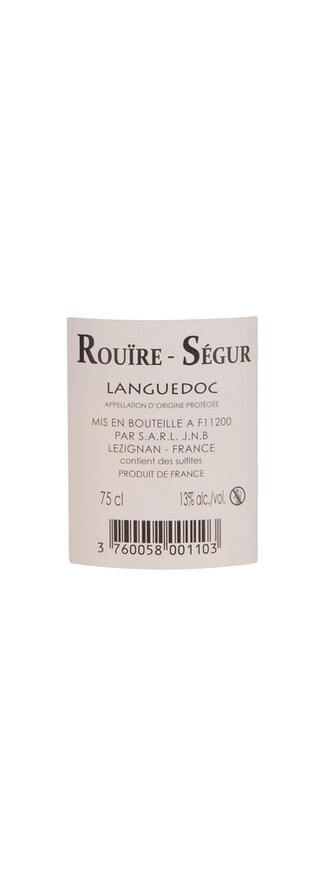 ROUÏRE - SÉGUR
LANGUEDOC
APPELLATION D'ORIGINE PROTÉGÉE
MIS EN BOUTEILLE A F11200
PAR S.A.R.L. J.N.B
LEZIGNAN - FRANCE
contient des sulfites
PRODUIT DE FRANCE
75 cl 13% alc./vol.
3 760058 001103